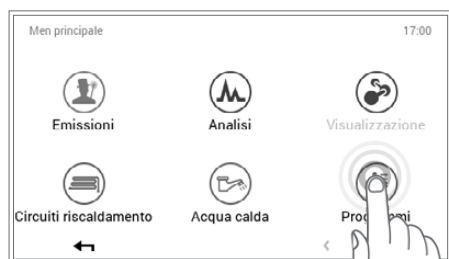 Men principale 17:00
Emissioni Analisi Visualizzazione
Circuiti riscaldamento Acqua calda